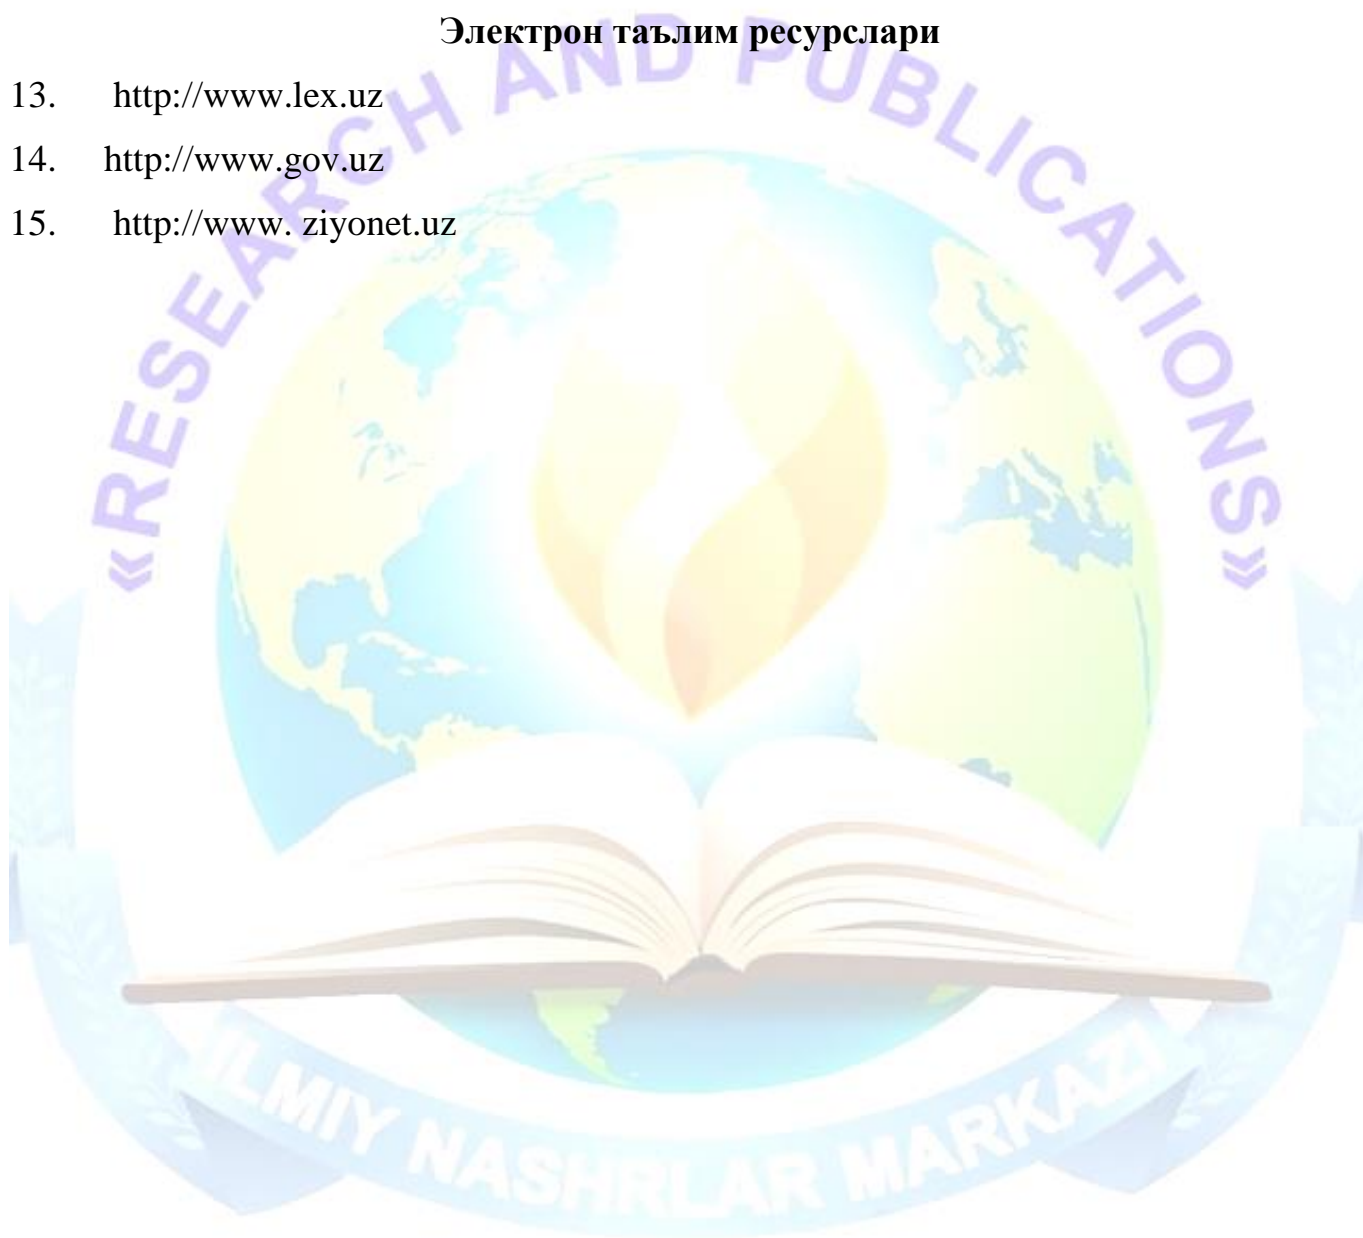 Электрон таълим ресурслари
13. http://www.lex.uz
14. http://www.gov.uz
15. http://www. ziyonet.uz
«RESEARCH AND PUBLICATIONS»
ILMIY NASHRLAR MARKAZI